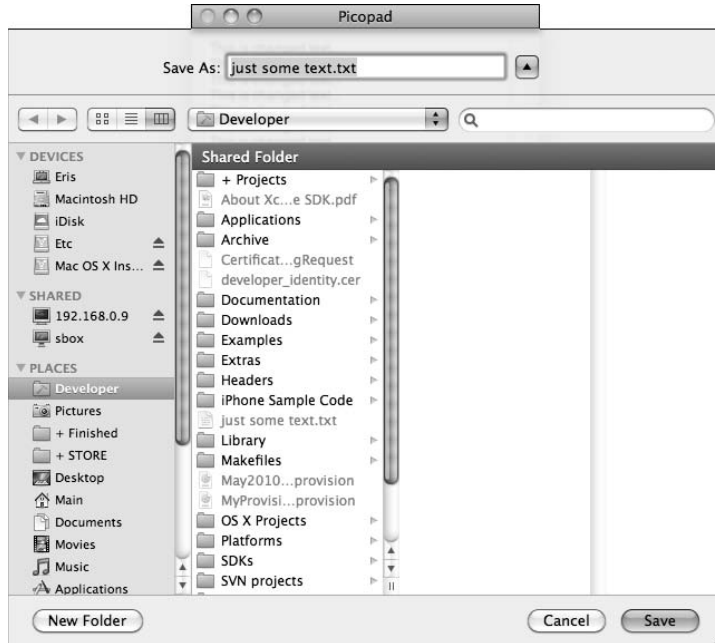 Picopad
Save As: just some text.txt
Developer
DEVICES
Eris
Macintosh HD
iDisk
Etc
Mac OS X Ins...
SHARED
192.168.0.9
sbox
PLACES
Developer
Pictures
+ Finished
+ STORE
Desktop
Main
Documents
Movies
Music
Applications
Shared Folder
+ Projects
About Xc...e SDK.pdf
Applications
Archive
Certificat...gRequest
developer_identity.cer
Documentation
Downloads
Examples
Extras
Headers
iPhone Sample Code
just some text.txt
Library
Makefiles
May2010...provision
MyProvisi...provision
OS X Projects
Platforms
SDKs
SVN projects
New Folder
Cancel
Save